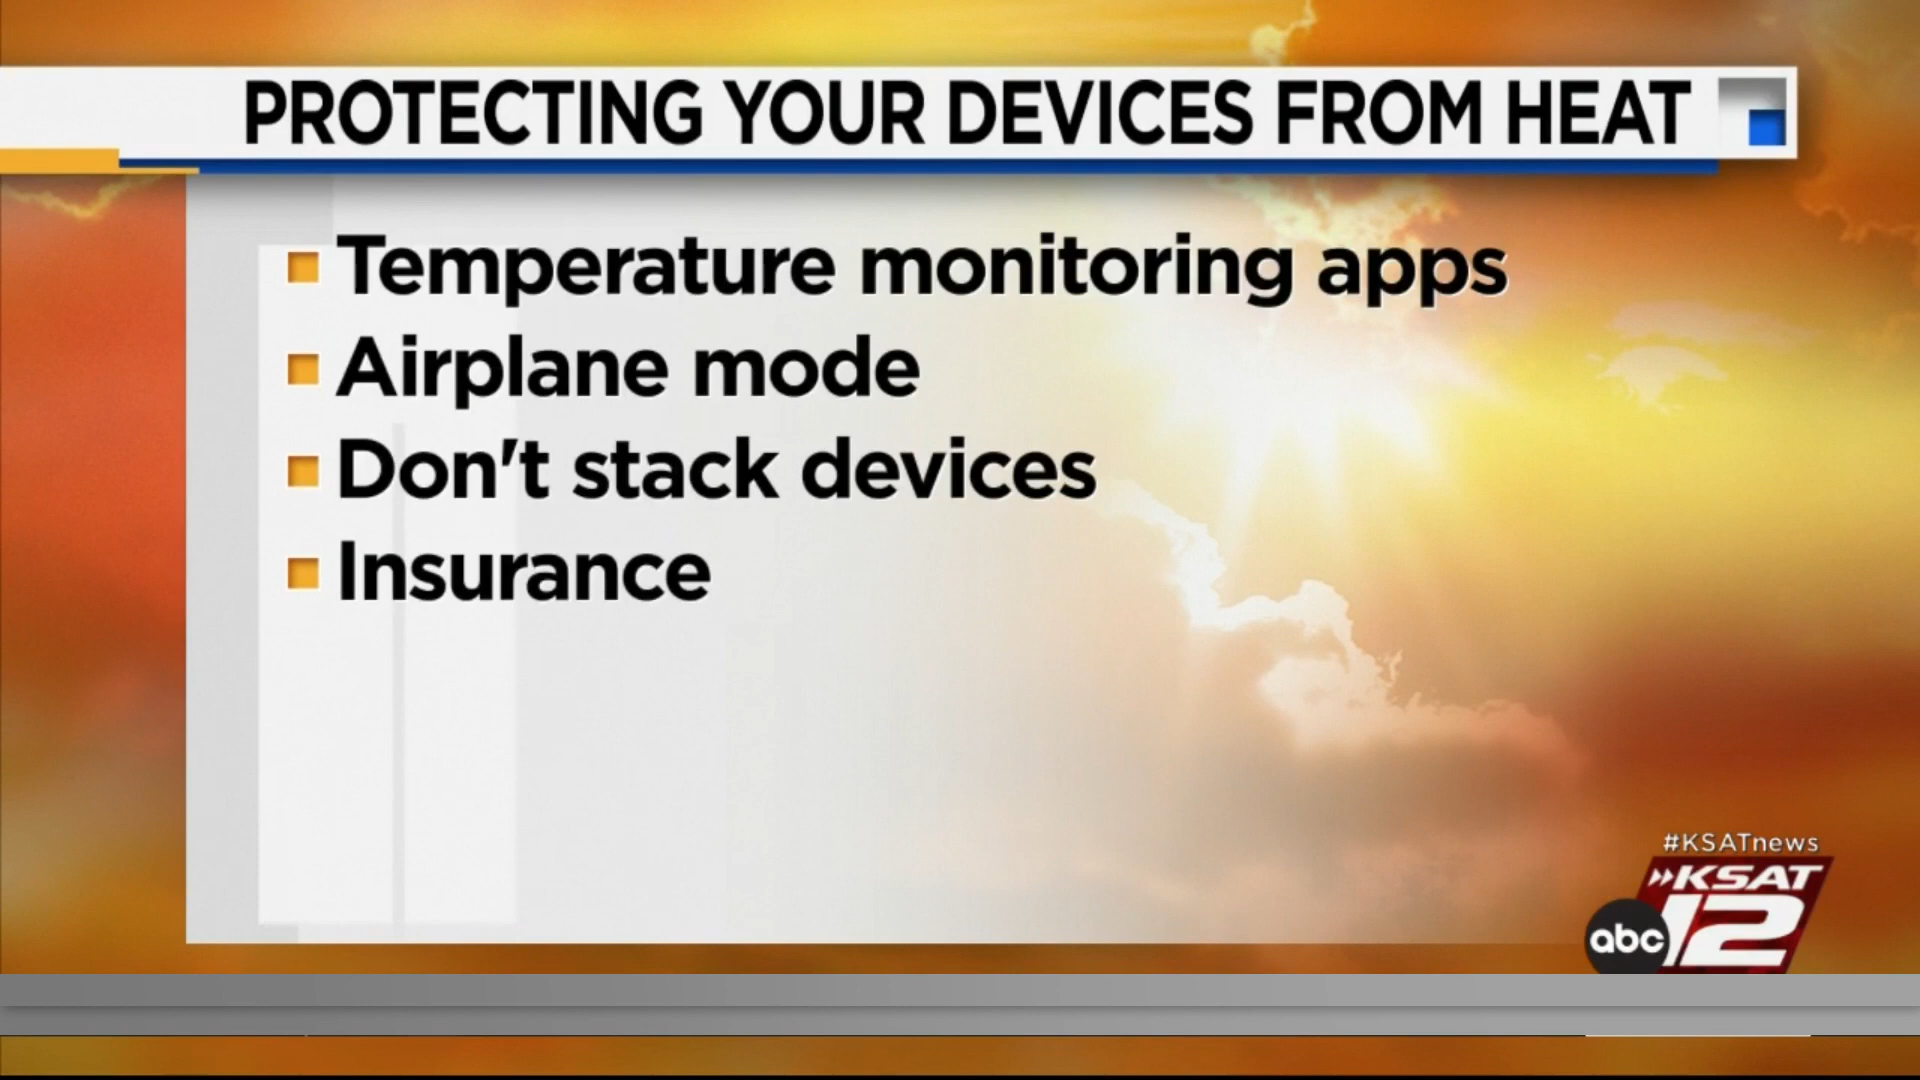 PROTECTING YOUR DEVICES FROM HEAT
Temperature monitoring apps
Airplane mode
Don't stack devices
Insurance
#KSATnews
KSAT
abc 12